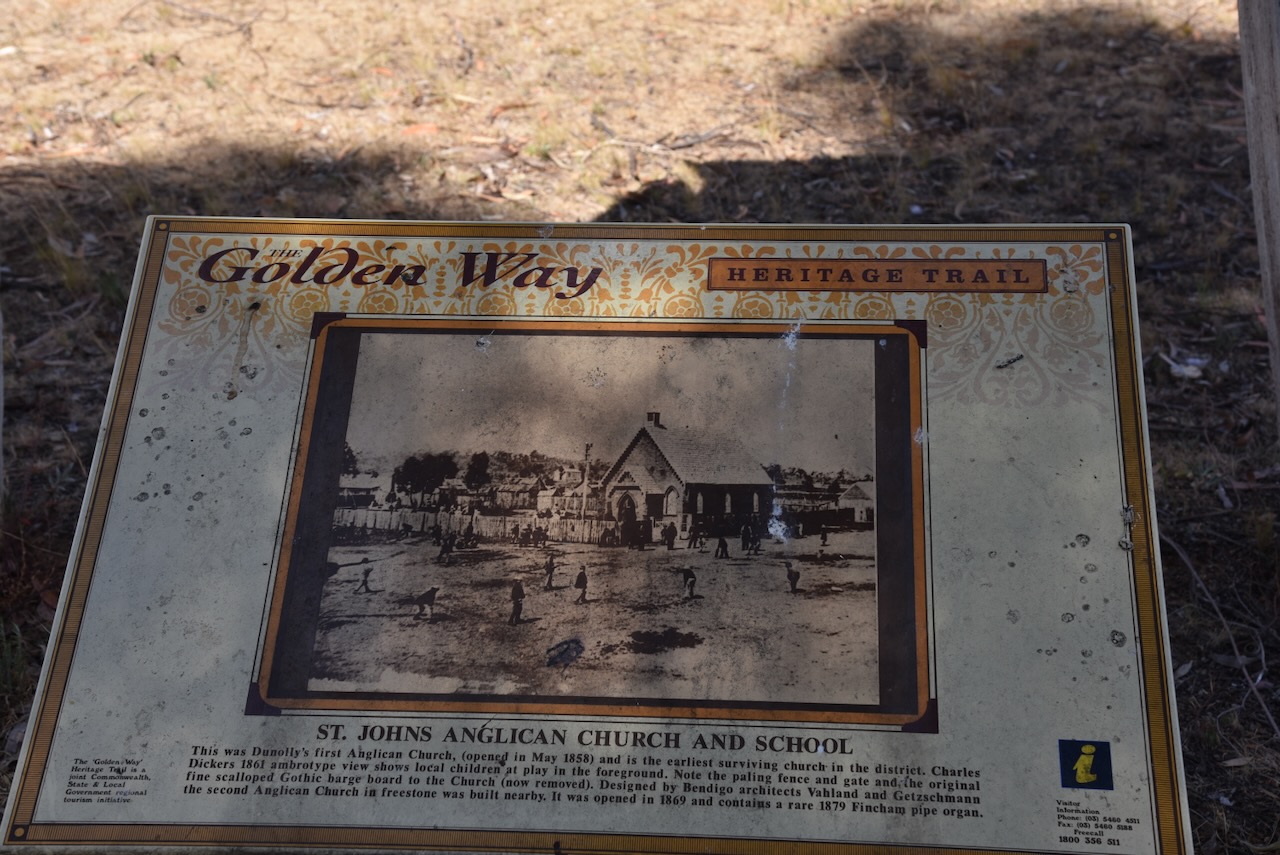 THE
Golden Way
HERITAGE TRAIL
ST. JOHNS ANGLICAN CHURCH AND SCHOOL
This was Dunolly's first Anglican Church, (opened in May 1858) and is the earliest surviving church in the district. Charles
Dickers 1861 ambrotype view shows local children at play in the foreground. Note the paling fence and gate and, the original
fine scalloped Gothic barge board to the Church (now removed). Designed by Bendigo architects Vahland and Getzschmann
the second Anglican Church in freestone was built nearby. It was opened in 1869 and contains a rare 1879 Fincham pipe organ.
The 'Golden Way'
Heritage Trail is a
joint Commonwealth,
State & Local
Government regional
tourism initiative.
i
Visitor
Information
Phone: (03) 5460 4511
Fax: (03) 5460 5188
Freecall
1800 356 511